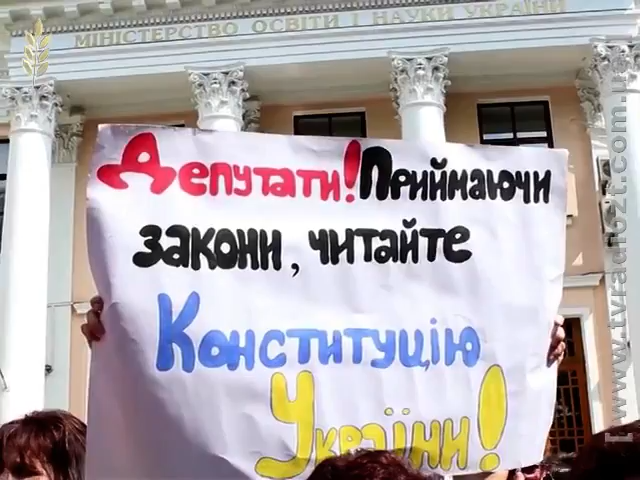 МІНІСТЕРСТВО ОСВІТИ І НАУКИ УКРАЇНИ
Депутати! Приймаючи
закони, читайте
Конституцію
України!